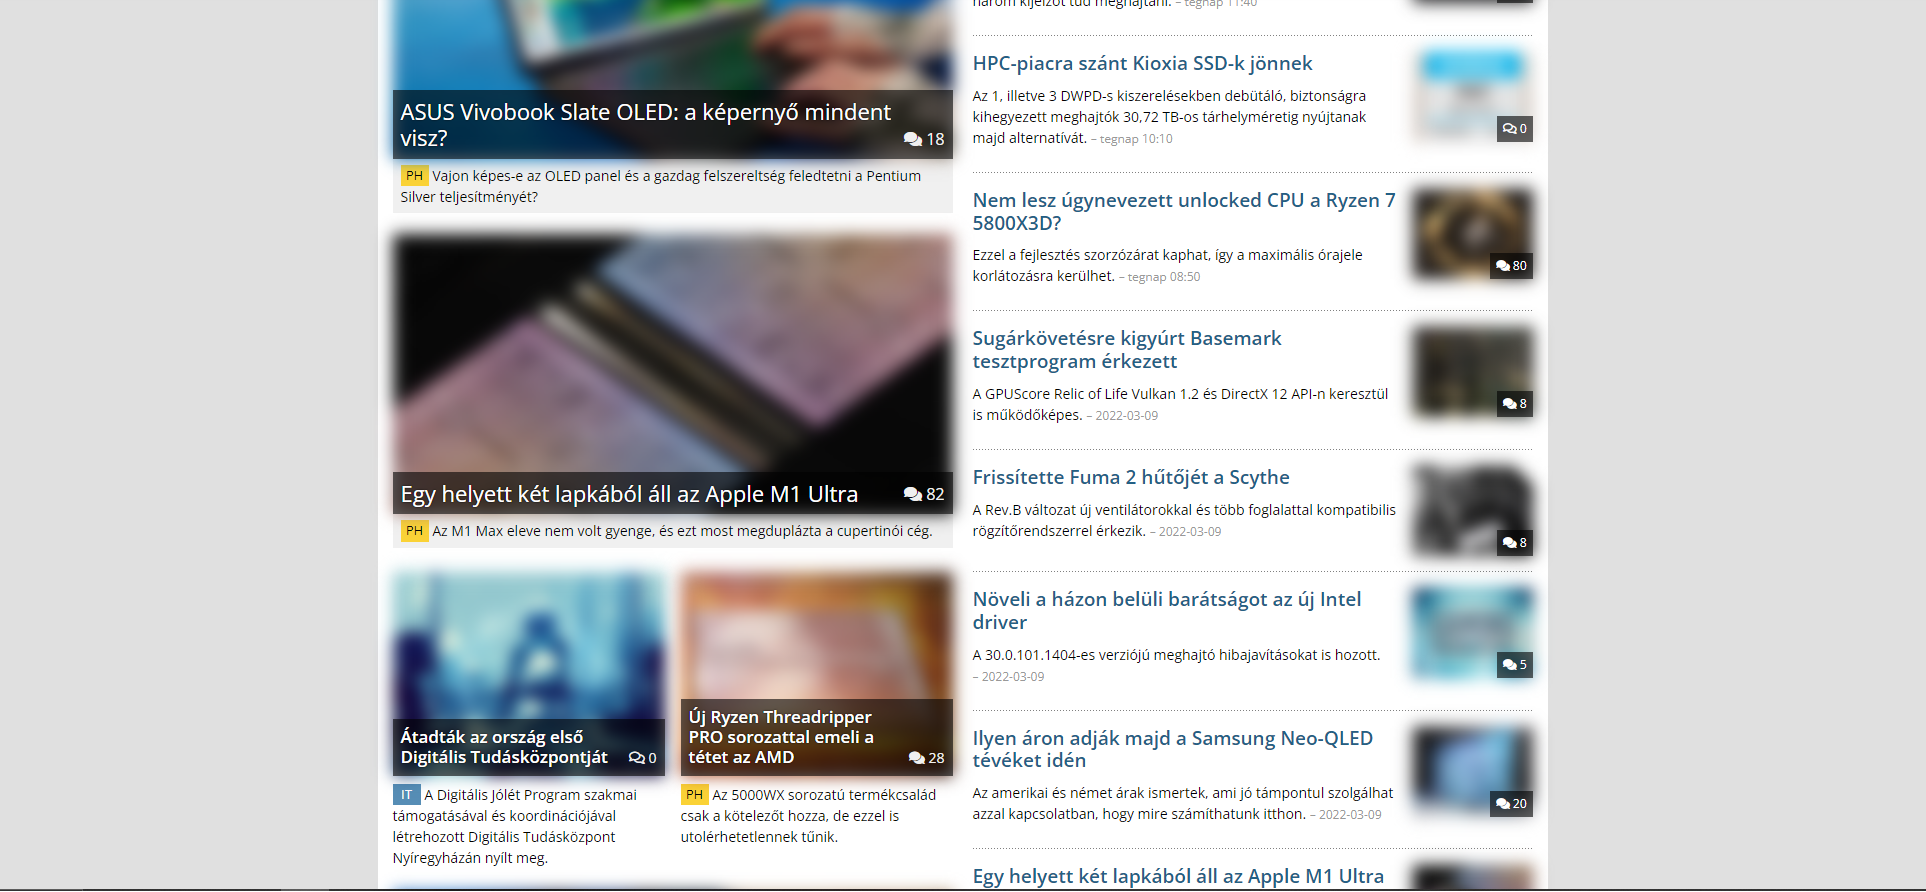 ASUS Vivobook Slate OLED: a képernyő mindent
visz?
18
PH Vajon képes-e az OLED panel és a gazdag felszereltség feledtetni a Pentium
Silver teljesítményét?
Egy helyett két lapkából áll az Apple M1 Ultra
82
PH Az M1 Max eleve nem volt gyenge, és ezt most megduplázta a cupertinói cég.
Átadták az ország első
Digitális Tudásközpontját
0
IT A Digitális Jólét Program szakmai
támogatásával és koordinációjával
létrehozott Digitális Tudásközpont
Nyíregyházán nyílt meg.
Új Ryzen Threadripper
PRO sorozattal emeli a
tétet az AMD
28
PH Az 5000WX sorozatú termékcsalád
csak a kötelezőt hozza, de ezzel is
utolérhetetlennek tűnik.
három kijelzőt tud meghajtani. – tegnap 11:40
HPC-piacra szánt Kioxia SSD-k jönnek
Az 1, illetve 3 DWPD-s kiszerelésekben debütáló, biztonságra
kihegyezett meghajtók 30,72 TB-os tárhelyméretig nyújtanak
majd alternatívát. – tegnap 10:10
0
Nem lesz úgynevezett unlocked CPU a Ryzen 7
5800X3D?
Ezzel a fejlesztés szorzózárat kaphat, így a maximális órajele
korlátozásra kerülhet. – tegnap 08:50
80
Sugárkövetésre kigyúrt Basemark
tesztprogram érkezett
A GPUScore Relic of Life Vulkan 1.2 és DirectX 12 API-n keresztül
is működőképes. – 2022-03-09
8
Frissítette Fuma 2 hűtőjét a Scythe
A Rev.B változat új ventilátorokkal és több foglalattal kompatibilis
rögzítőrendszerrel érkezik. – 2022-03-09
8
Növeli a házon belüli barátságot az új Intel
driver
A 30.0.101.1404-es verziójú meghajtó hibajavításokat is hozott.
– 2022-03-09
5
Ilyen áron adják majd a Samsung Neo-QLED
tévéket idén
Az amerikai és német árak ismertek, ami jó támpontul szolgálhat
azzal kapcsolatban, hogy mire számíthatunk itthon. – 2022-03-09
20
Egy helyett két lapkából áll az Apple M1 Ultra